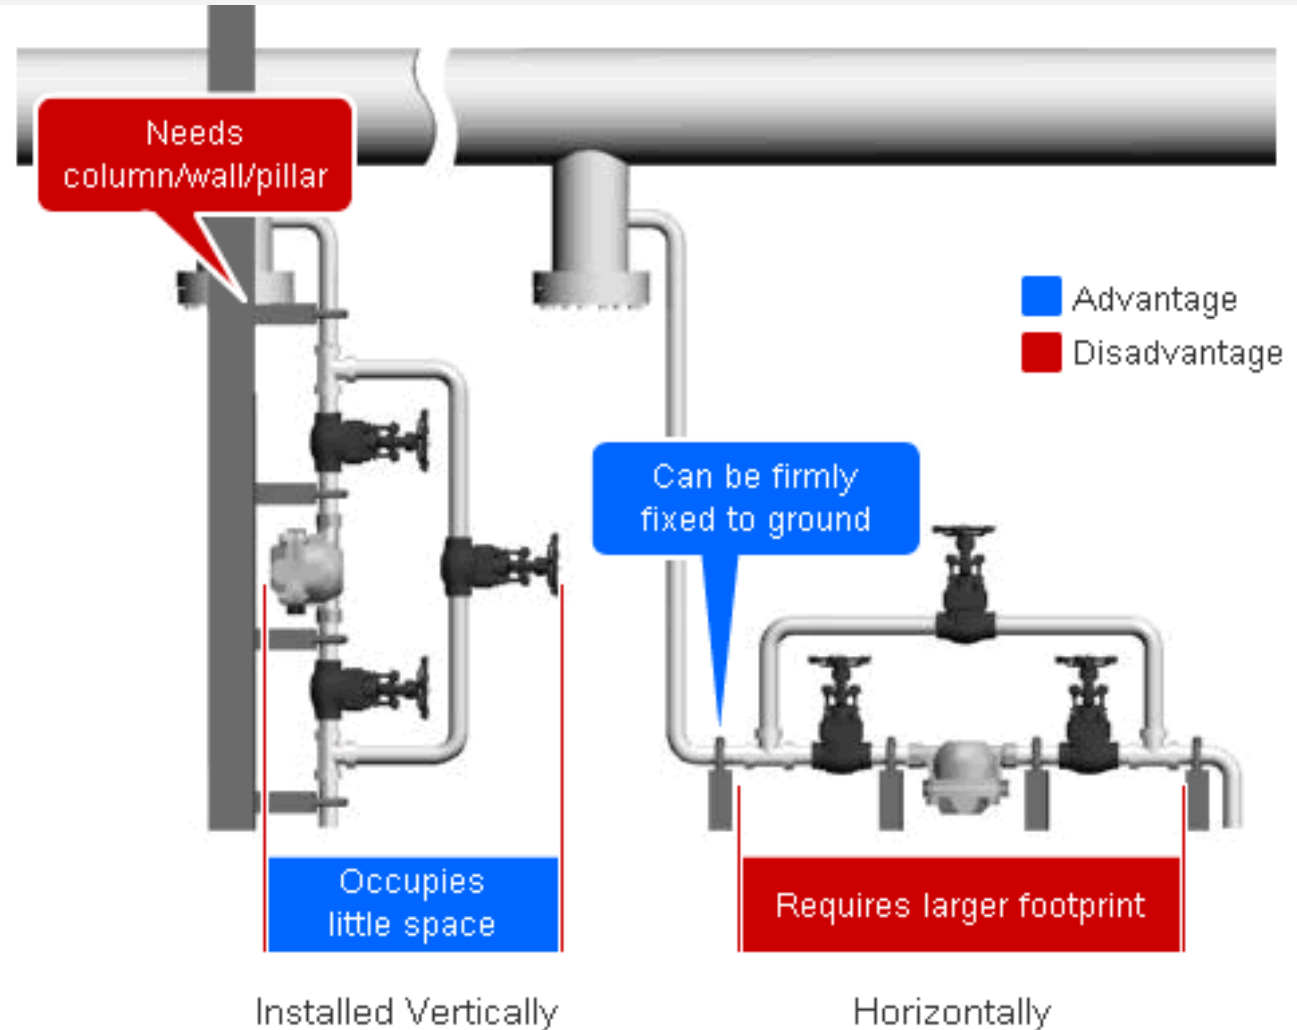 Needs
column/wall/pillar
Advantage
Disadvantage
Can be firmly
fixed to ground
Occupies
little space
Requires larger footprint
Installed Vertically
Horizontally